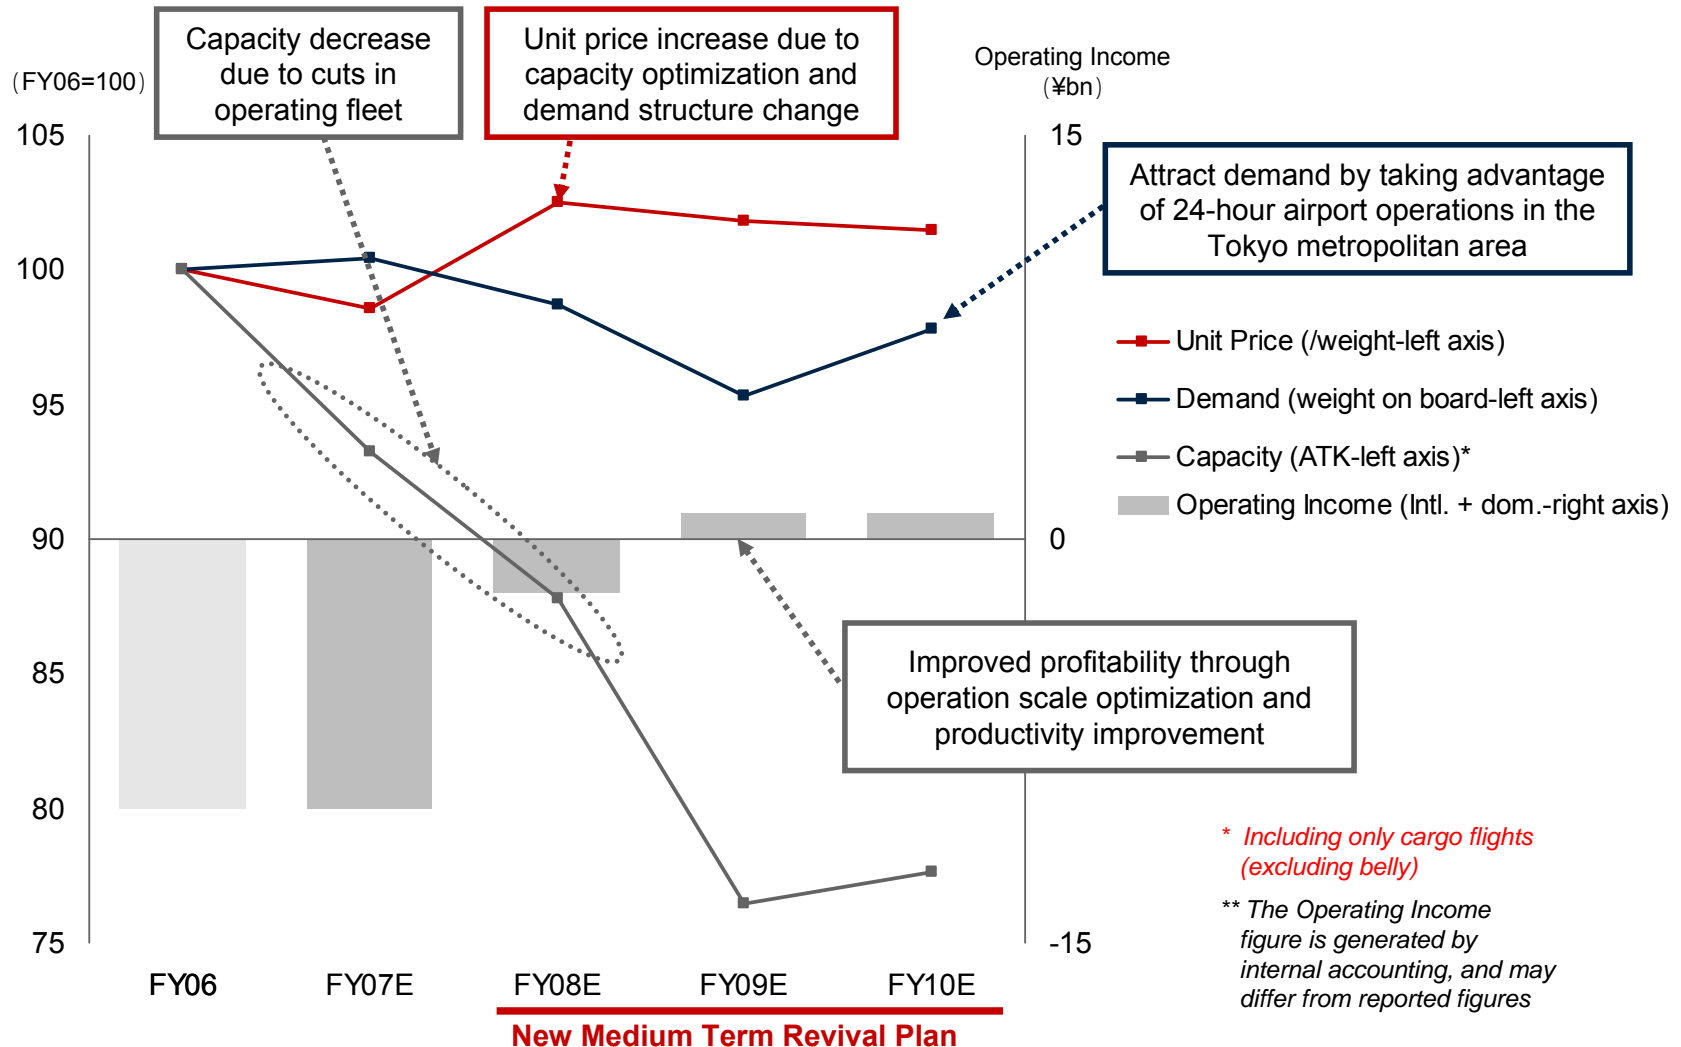 Capacity decrease
due to cuts in
operating fleet
Unit price increase due to
capacity optimization and
demand structure change
Operating Income
(¥bn)
(FY06=100)
105
100
95
90
85
80
75
15
0
-15
Attract demand by taking advantage
of 24-hour airport operations in the
Tokyo metropolitan area
Unit Price (/weight-left axis)
Demand (weight on board-left axis)
Capacity (ATK-left axis)*
Operating Income (Intl. + dom.-right axis)
Improved profitability through
operation scale optimization and
productivity improvement
* Including only cargo flights
(excluding belly)
** The Operating Income
figure is generated by
internal accounting, and may
differ from reported figures
FY06
FY07E
FY08E
FY09E
FY10E
New Medium Term Revival Plan